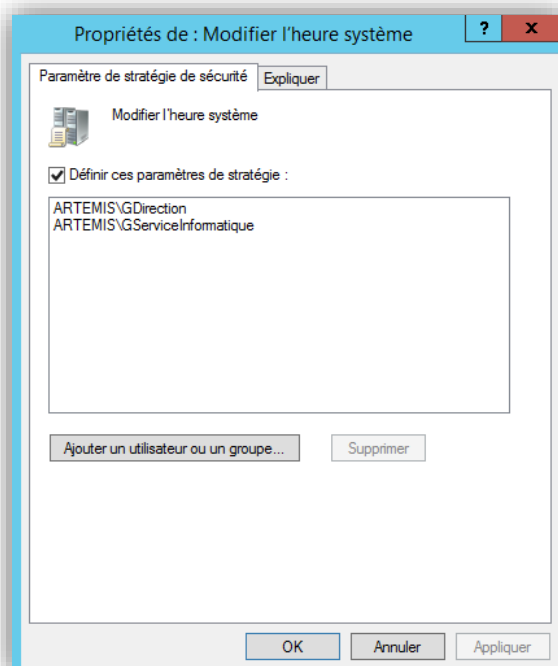 Propriétés de : Modifier l'heure système
?
x
Paramètre de stratégie de sécurité
Expliquer
Modifier l'heure système
Définir ces paramètres de stratégie :
ARTEMIS\GDirection
ARTEMIS\GServiceInformatique
Ajouter un utilisateur ou un groupe...
Supprimer
OK
Annuler
Appliquer